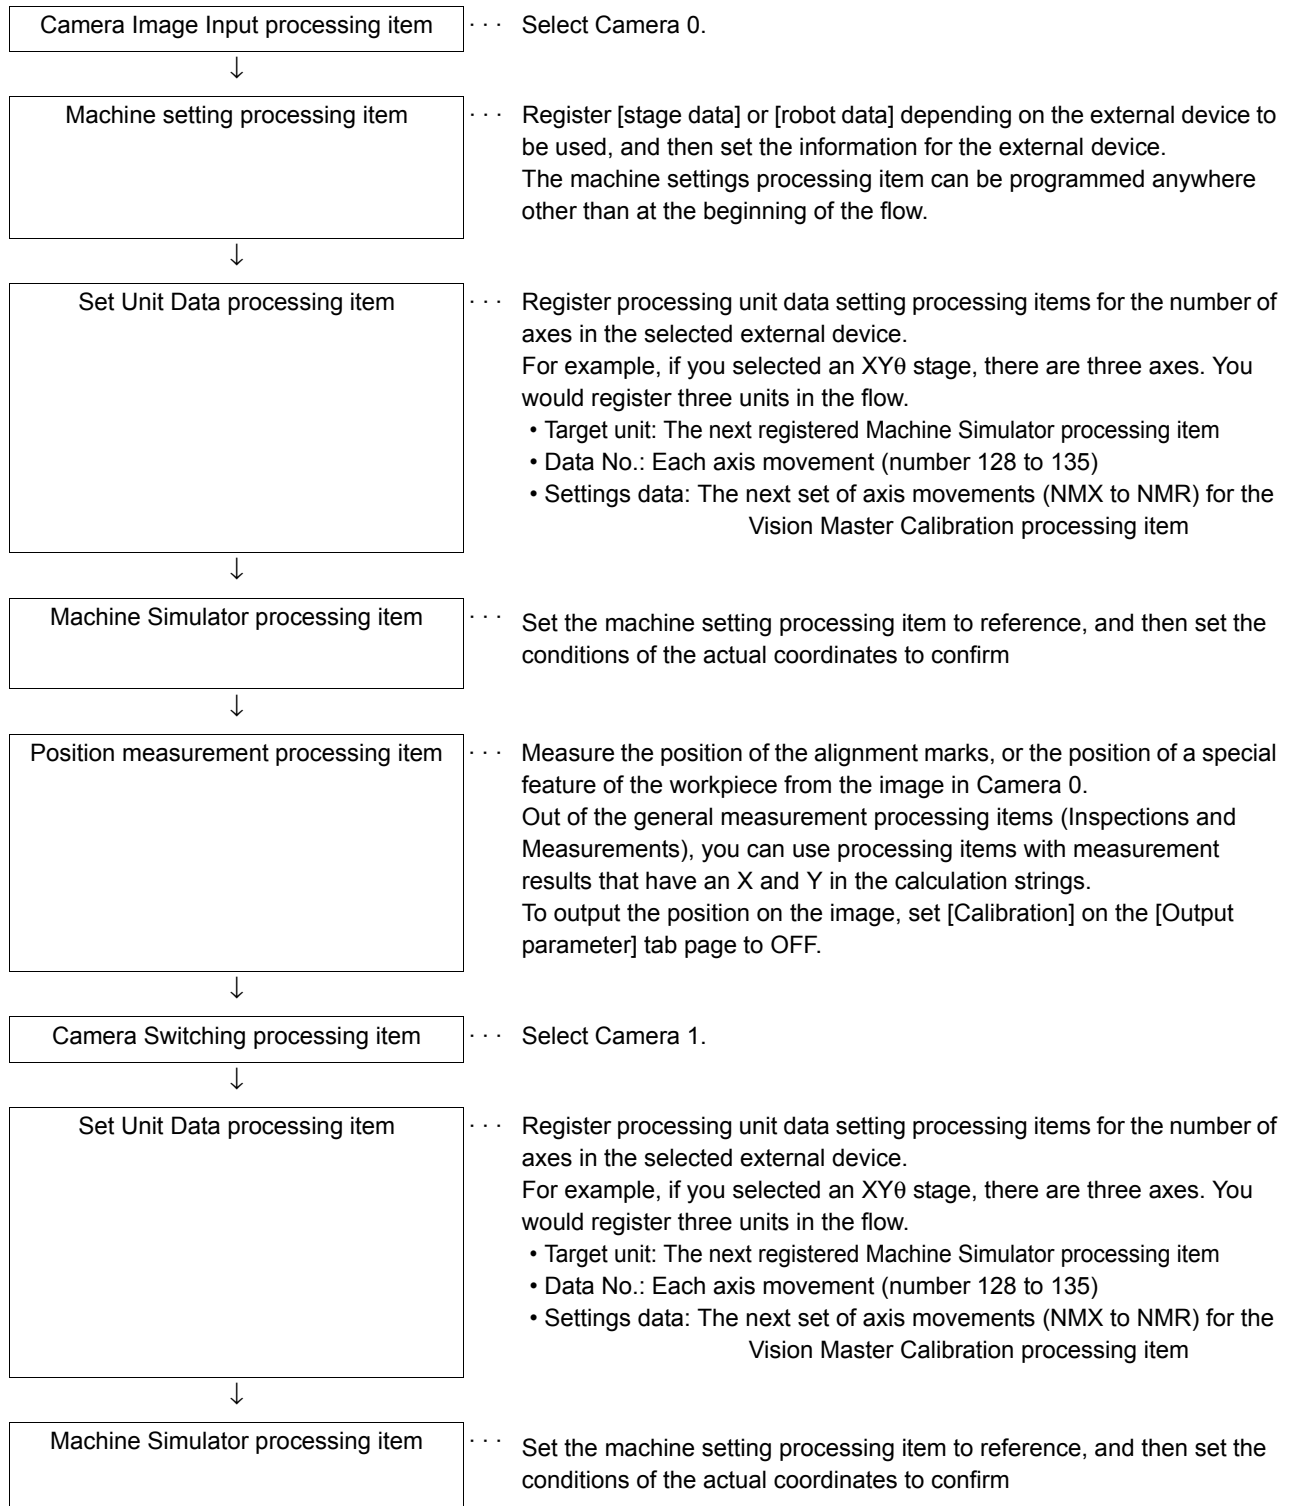 Camera Image Input processing item · · · Select Camera 0.
↓
Machine setting processing item · · · Register [stage data] or [robot data] depending on the external device to
be used, and then set the information for the external device.
The machine settings processing item can be programmed anywhere
other than at the beginning of the flow.
↓
Set Unit Data processing item · · · Register processing unit data setting processing items for the number of
axes in the selected external device.
For example, if you selected an XYθ stage, there are three axes. You
would register three units in the flow.
• Target unit: The next registered Machine Simulator processing item
• Data No.: Each axis movement (number 128 to 135)
• Settings data: The next set of axis movements (NMX to NMR) for the
Vision Master Calibration processing item
↓
Machine Simulator processing item · · · Set the machine setting processing item to reference, and then set the
conditions of the actual coordinates to confirm
↓
Position measurement processing item · · · Measure the position of the alignment marks, or the position of a special
feature of the workpiece from the image in Camera 0.
Out of the general measurement processing items (Inspections and
Measurements), you can use processing items with measurement
results that have an X and Y in the calculation strings.
To output the position on the image, set [Calibration] on the [Output
parameter] tab page to OFF.
↓
Camera Switching processing item · · · Select Camera 1.
↓
Set Unit Data processing item · · · Register processing unit data setting processing items for the number of
axes in the selected external device.
For example, if you selected an XYθ stage, there are three axes. You
would register three units in the flow.
• Target unit: The next registered Machine Simulator processing item
• Data No.: Each axis movement (number 128 to 135)
• Settings data: The next set of axis movements (NMX to NMR) for the
Vision Master Calibration processing item
↓
Machine Simulator processing item · · · Set the machine setting processing item to reference, and then set the
conditions of the actual coordinates to confirm